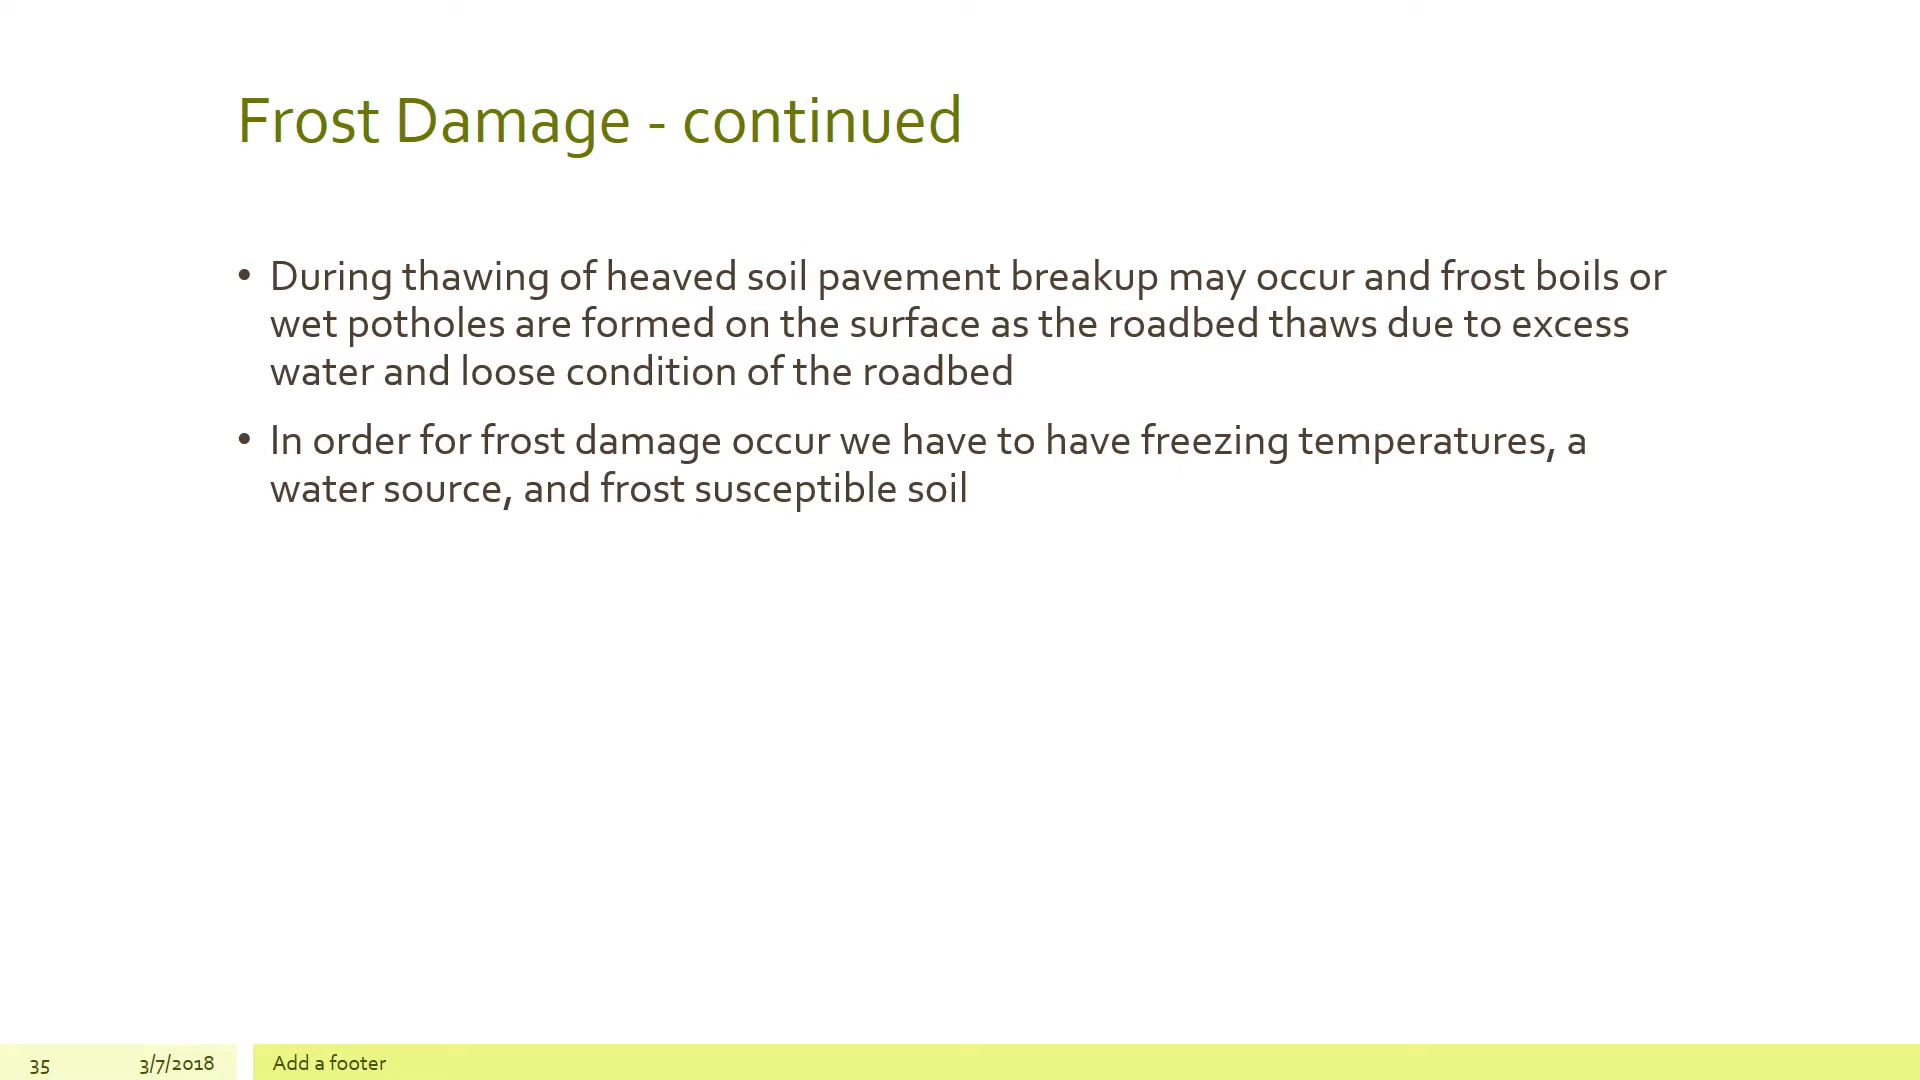 Frost Damage - continued
• During thawing of heaved soil pavement breakup may occur and frost boils or
wet potholes are formed on the surface as the roadbed thaws due to excess
water and loose condition of the roadbed
• In order for frost damage occur we have to have freezing temperatures, a
water source, and frost susceptible soil
35 3/7/2018 Add a footer